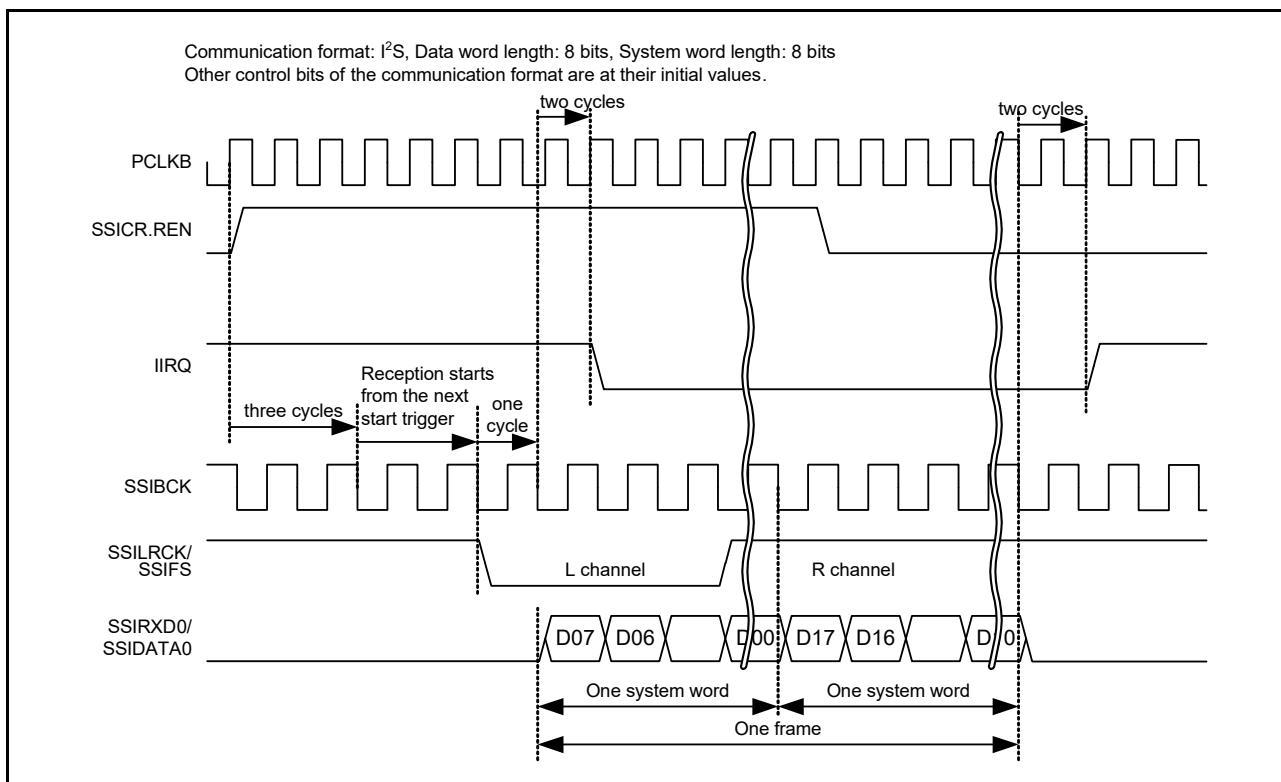 Communication format: I²S, Data word length: 8 bits, System word length: 8 bits
Other control bits of the communication format are at their initial values.
two cycles
two cycles
PCLKB
SSICR.REN
IIRQ
Reception starts
from the next
start trigger
three cycles
one
cycle
SSIBCK
SSILRCK/
SSIFS
L channel
R channel
SSIRXD0/
SSIDATA0
D07
D06
D00
D17
D16
One system word
One system word
One frame